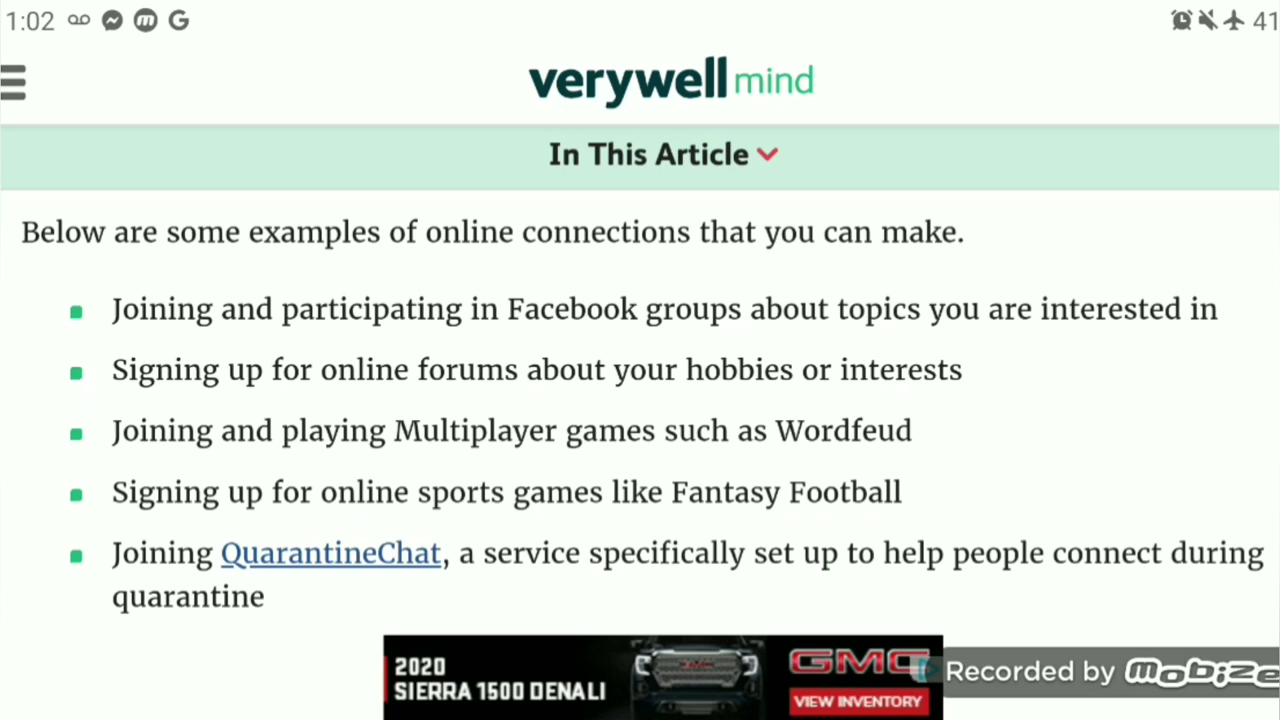 1:02 41
verywell mind
In This Article
Below are some examples of online connections that you can make.
Joining and participating in Facebook groups about topics you are interested in
Signing up for online forums about your hobbies or interests
Joining and playing Multiplayer games such as Wordfeud
Signing up for online sports games like Fantasy Football
Joining QuarantineChat, a service specifically set up to help people connect during
quarantine
2020
SIERRA 1500 DENALI
GMC
VIEW INVENTORY
Recorded by mobize